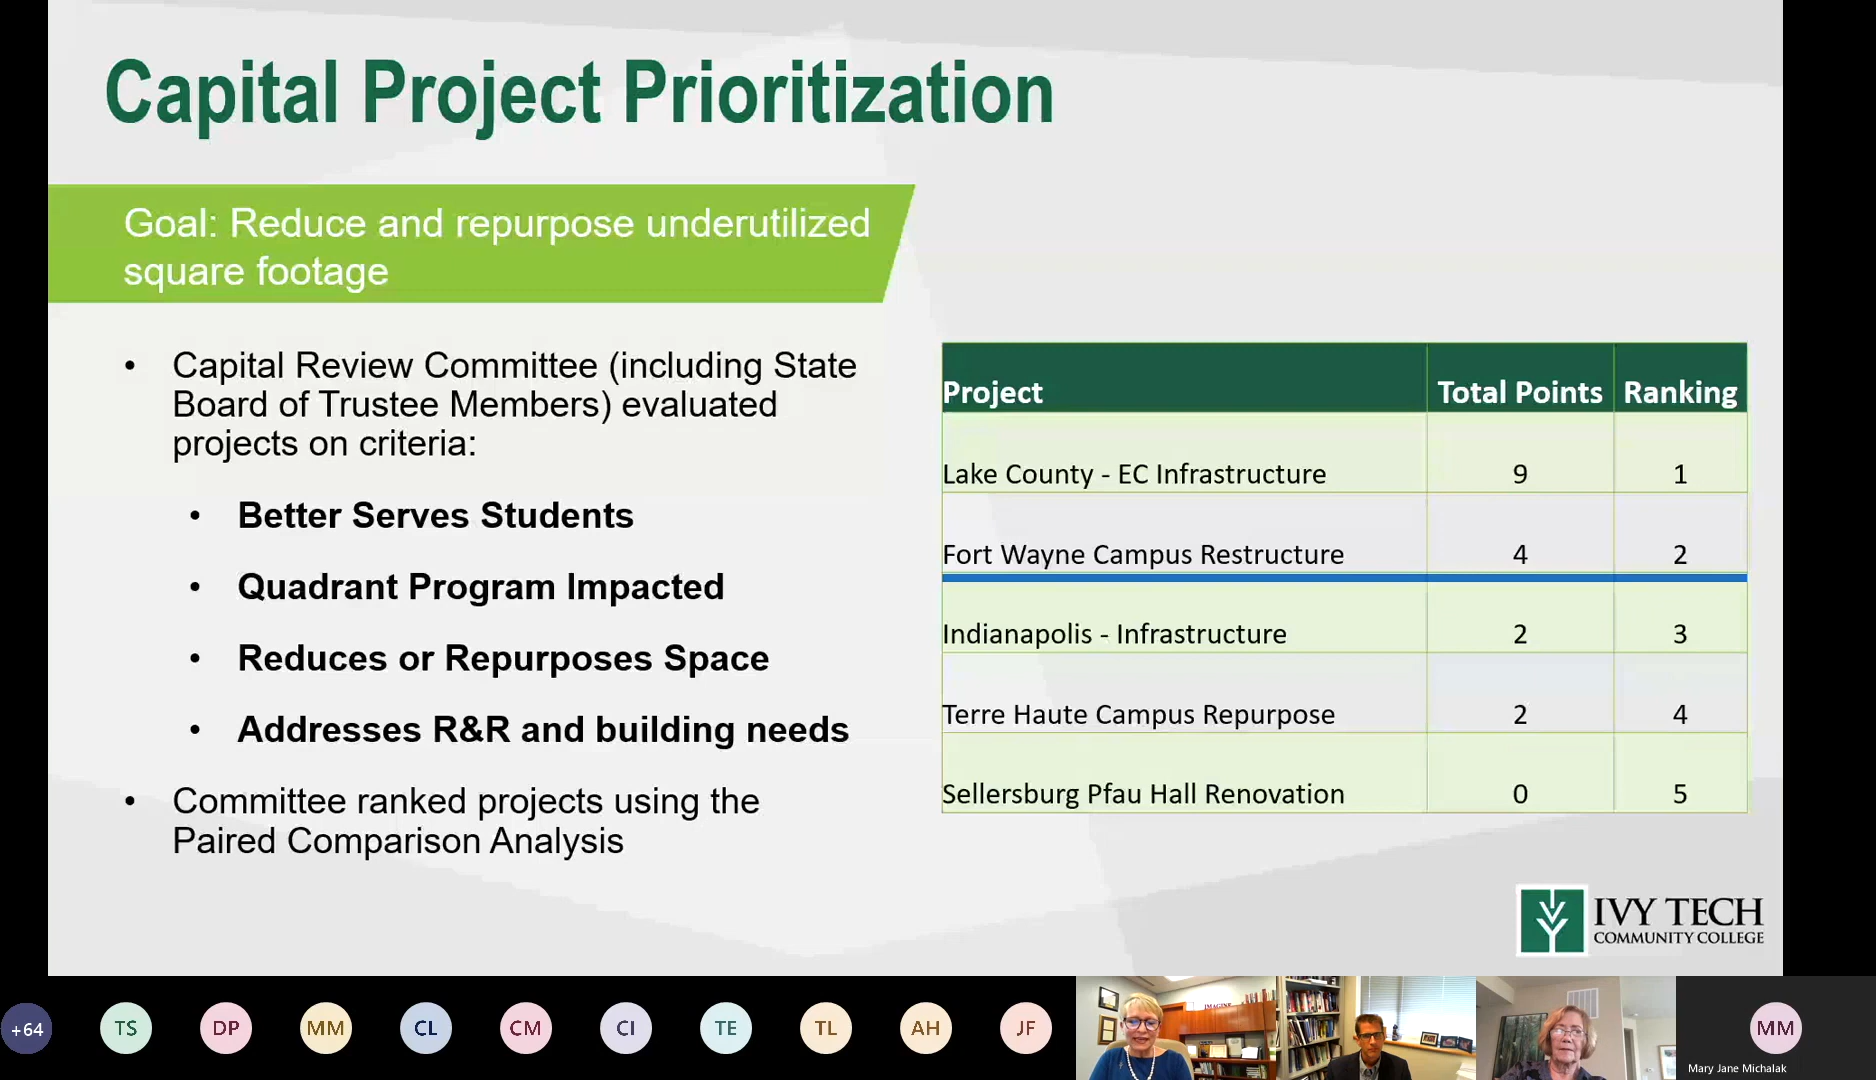 Capital Project Prioritization
Goal: Reduce and repurpose underutilized
square footage
• Capital Review Committee (including State
Board of Trustee Members) evaluated
projects on criteria:
• Better Serves Students
• Quadrant Program Impacted
• Reduces or Repurposes Space
• Addresses R&R and building needs
• Committee ranked projects using the
Paired Comparison Analysis
Project Total Points Ranking
Lake County - EC Infrastructure 9 1
Fort Wayne Campus Restructure 4 2
Indianapolis - Infrastructure 2 3
Terre Haute Campus Repurpose 2 4
Sellersburg Pfau Hall Renovation 0 5
IVY TECH
COMMUNITY COLLEGE
+64 TS DP MM CL CM CI TE TL AH JF MM
IMAGINE
Mary Jane Michalak